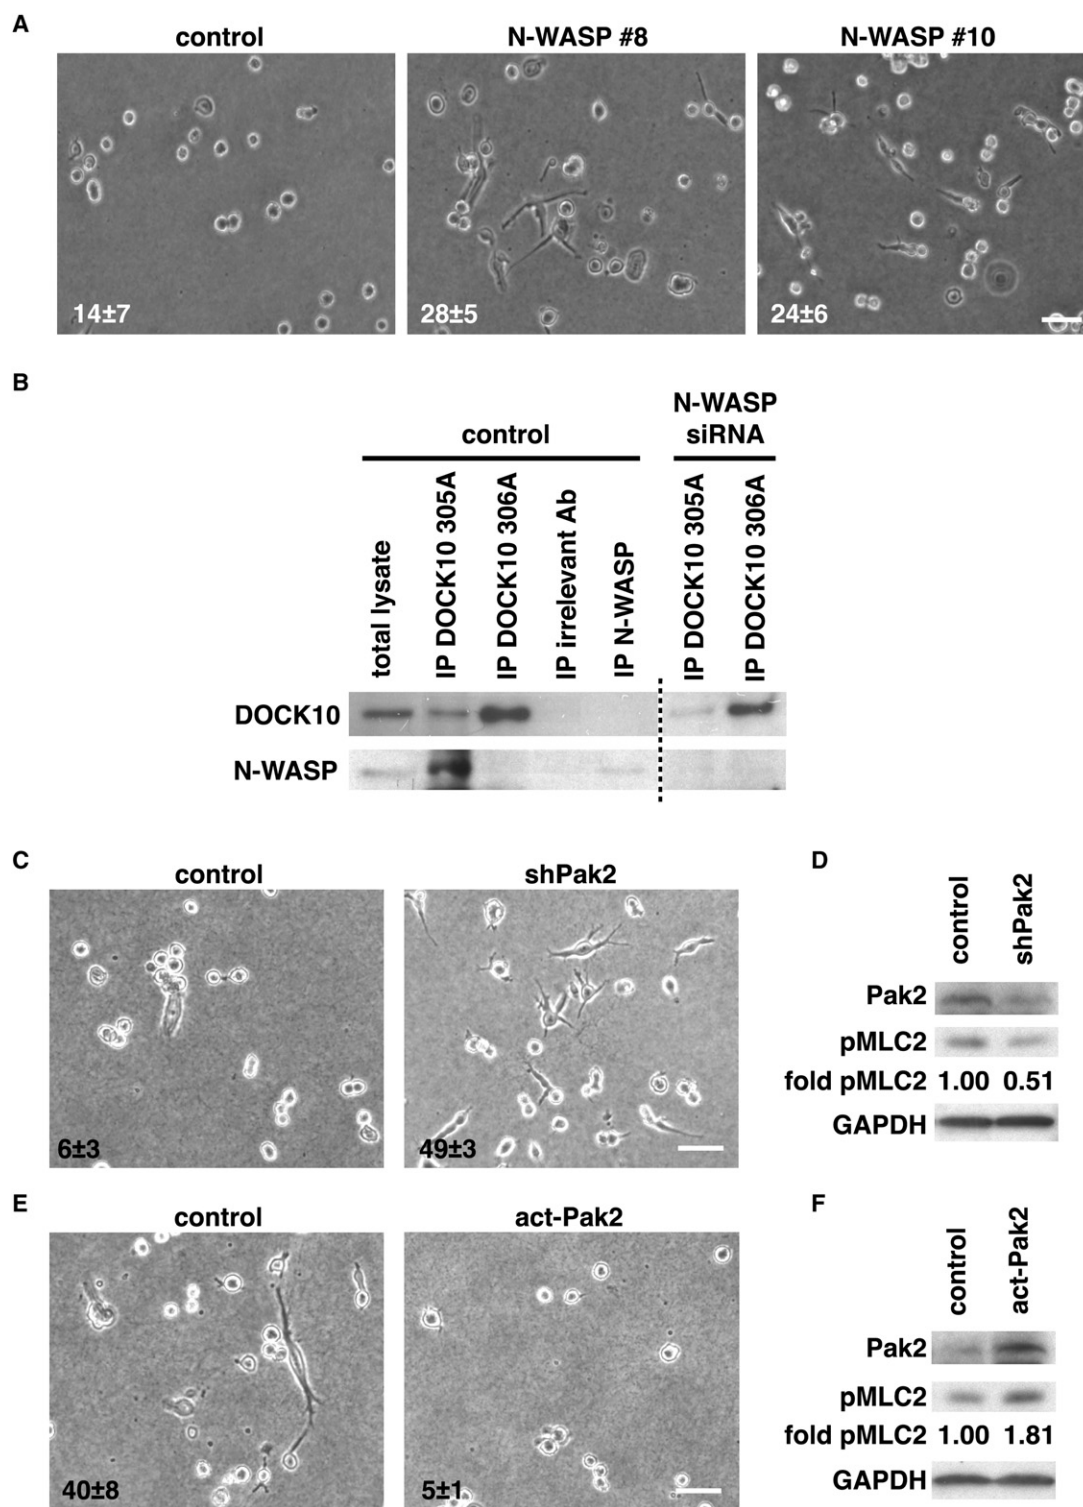 A
control
N-WASP #8
N-WASP #10
14±7
28±5
24±6
B
control
N-WASP
siRNA
total lysate
IP DOCK10 305A
IP DOCK10 306A
IP irrelevant Ab
IP N-WASP
IP DOCK10 305A
IP DOCK10 306A
DOCK10
N-WASP
C
control
shPak2
6±3
49±3
D
control
shPak2
Pak2
pMLC2
fold pMLC2 1.00 0.51
GAPDH
E
control
act-Pak2
40±8
5±1
F
control
act-Pak2
Pak2
pMLC2
fold pMLC2 1.00 1.81
GAPDH